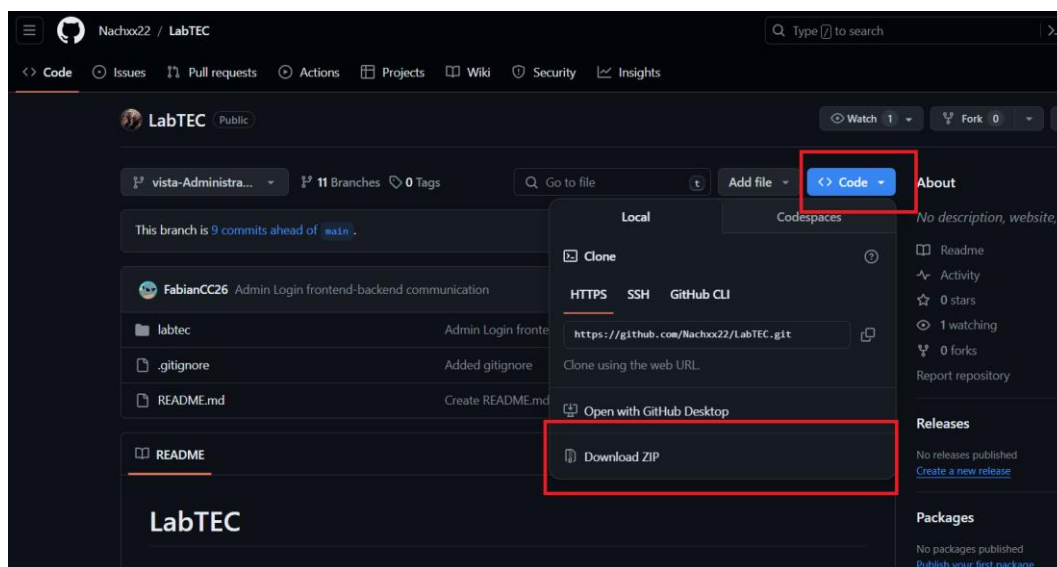 Nachxx22 / LabTEC
Type / to search
Code Issues Pull requests Actions Projects Wiki Security Insights
LabTEC Public
Watch 1 Fork 0
vista-Administra... 11 Branches 0 Tags Go to file t Add file Code
About
No description, website,
This branch is 9 commits ahead of main .
Local Codespaces
Clone
HTTPS SSH GitHub CLI
https://github.com/Nachxx22/LabTEC.git
Clone using the web URL.
Open with GitHub Desktop
Download ZIP
FabianCC26 Admin Login frontend-backend communication
labtec Admin Login fronte
.gitignore Added gitignore
README.md Create README.md
README
LabTEC
Readme
Activity
0 stars
1 watching
0 forks
Report repository
Releases
No releases published
Create a new release
Packages
No packages published
Publish your first package